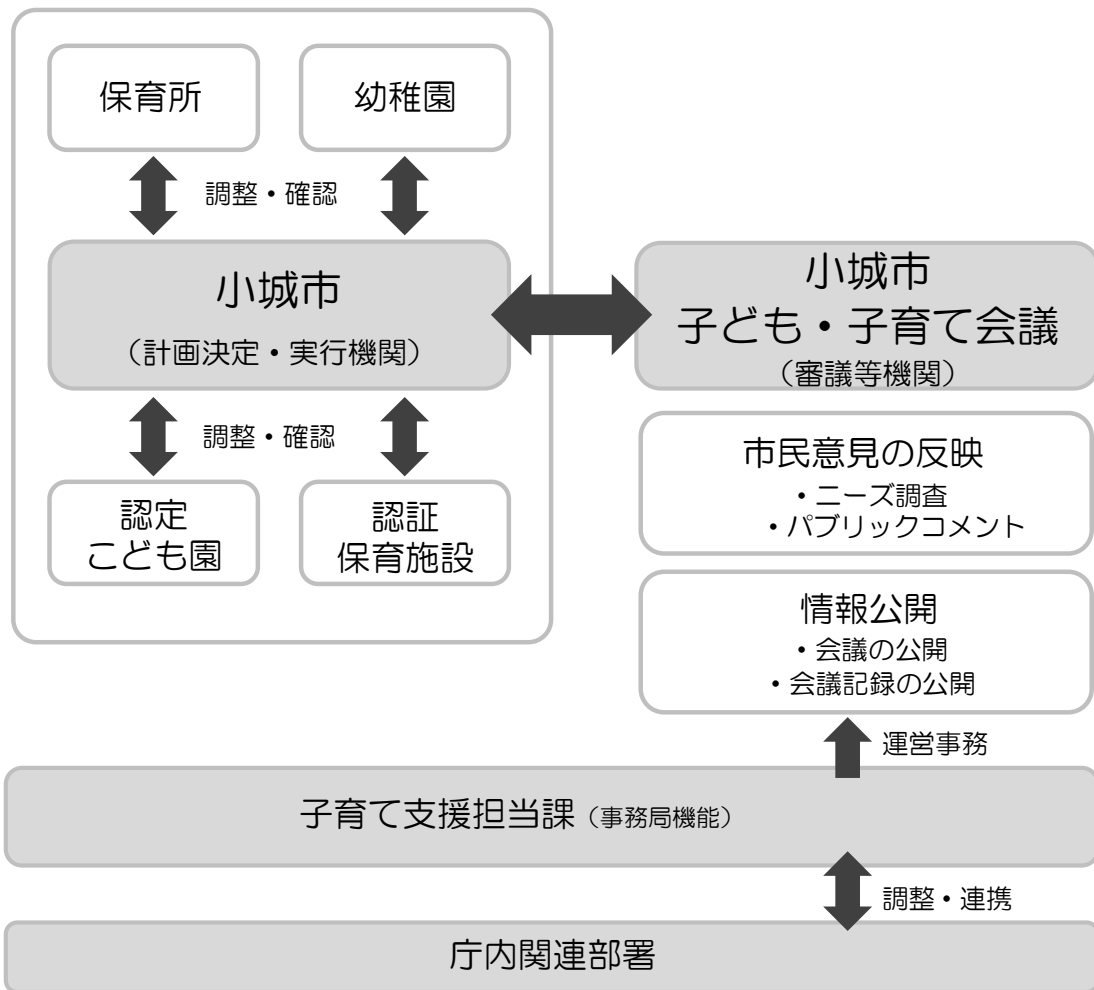 保育所
幼稚園
調整・確認
小城市
（計画決定・実行機関）
調整・確認
認定
こども園
認証
保育施設
小城市
子ども・子育て会議
（審議等機関）
市民意見の反映
・ニーズ調査
・パブリックコメント
情報公開
・会議の公開
・会議記録の公開
運営事務
子育て支援担当課（事務局機能）
調整・連携
庁内関連部署